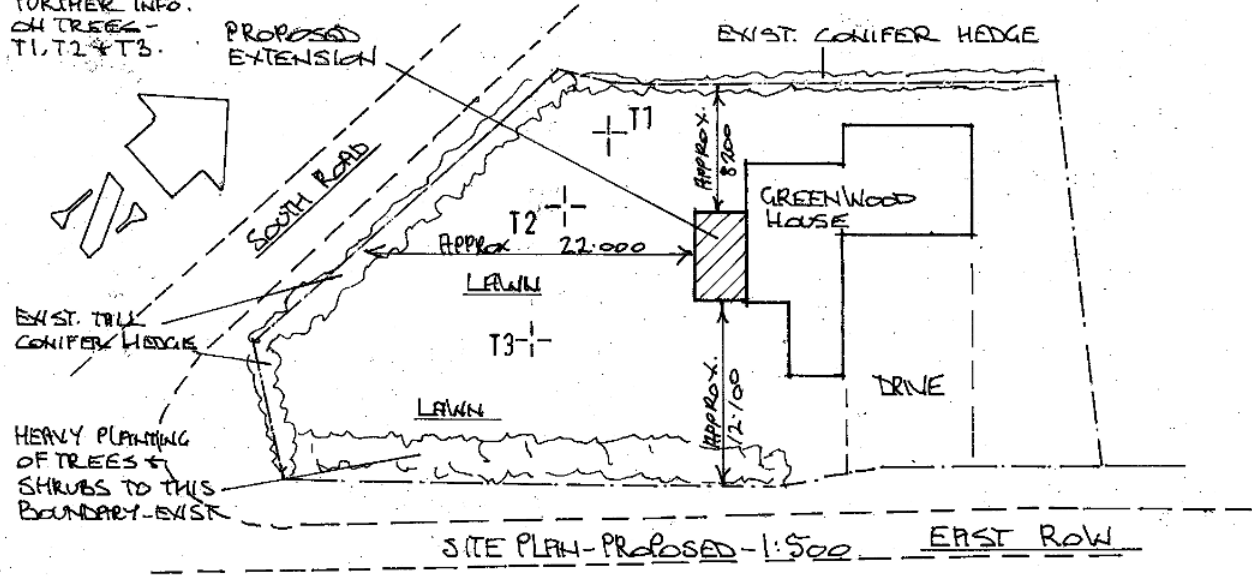 FURTHER INFO.
ON TREES-
T1, T2 & T3.
PROPOSED
EXTENSION
EXIST. CONIFER HEDGE
T1
APPROX.
8200
SOUTH ROAD
GREENWOOD
HOUSE
T2
APPROX 22.000
LAWN
EXIST. TALL
CONIFER HEDGE
T3
APPROX.
12.100
DRIVE
LAWN
HEAVY PLANTING
OF TREES &
SHRUBS TO THIS
BOUNDARY-EXIST
SITE PLAN-PROPOSED-1:500
EAST ROW